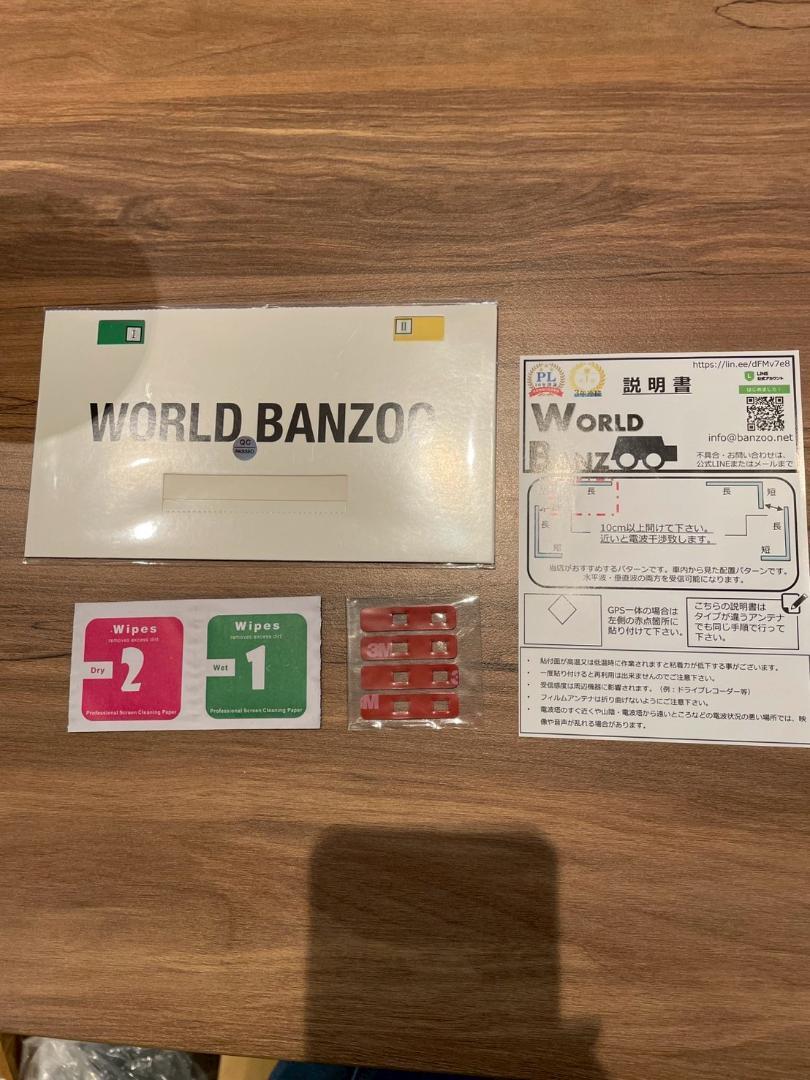 I
II
WORLD BANZOO
QC
PASSED
Wipes
removes excess dirt
Dry
2
Professional Screen Cleaning Paper
Wipes
removes excess dirt
Wet
1
Professional Screen Cleaning Paper
3M
https://lin.ee/dFMv7e8
PL
説明書
LINE
公式アカウント
はじめました!
WORLD
BANZOO
info@banzoo.net
不具合・お問い合わせは、
公式LINEまたはメールまで
長
長
短
長
短
長
短
10cm以上開けて下さい。
近いと電波干渉致します。
当店がおすすめするパターンです。車内から見た配置パターンです。
水平波・垂直波の両方を受信可能になります。
GPS一体の場合は
左側の赤点箇所に
貼り付けて下さい。
こちらの説明書は
タイプが違うアンテナ
でも同じ手順で行って
下さい。
・ 貼付面が高温又は低温時に作業されますと粘着力が低下する事がございます。
・ 一度貼り付けると再利用は出来ませんのでご注意下さい。
・ 受信感度は周辺機器に影響されます。（例：ドライブレコーダー等）
・ フィルムアンテナは折り曲げないようにご注意下さい。
・ 電波塔のすぐ近くや山陰・電波塔から遠いところなどの電波状況の悪い場所では、映
像や音声が乱れる場合があります。